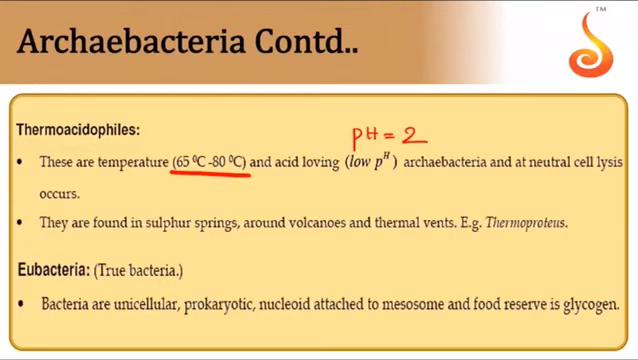 Archaebacteria Contd..
TM
Thermoacidophiles:
pH = 2
• These are temperature (65 ⁰C -80 ⁰C) and acid loving (low pᴴ) archaebacteria and at neutral cell lysis
occurs.
• They are found in sulphur springs, around volcanoes and thermal vents. E.g. Thermoproteus.
Eubacteria: (True bacteria.)
• Bacteria are unicellular, prokaryotic, nucleoid attached to mesosome and food reserve is glycogen.